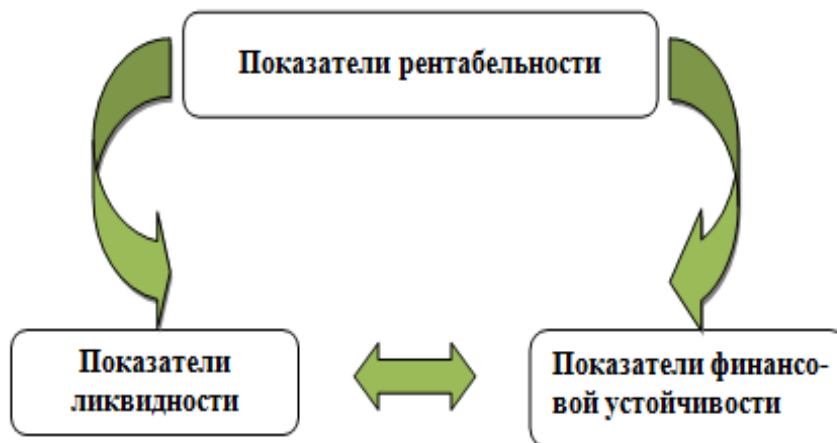 Показатели рентабельности
Показатели
ликвидности
Показатели финансо-
вой устойчивости